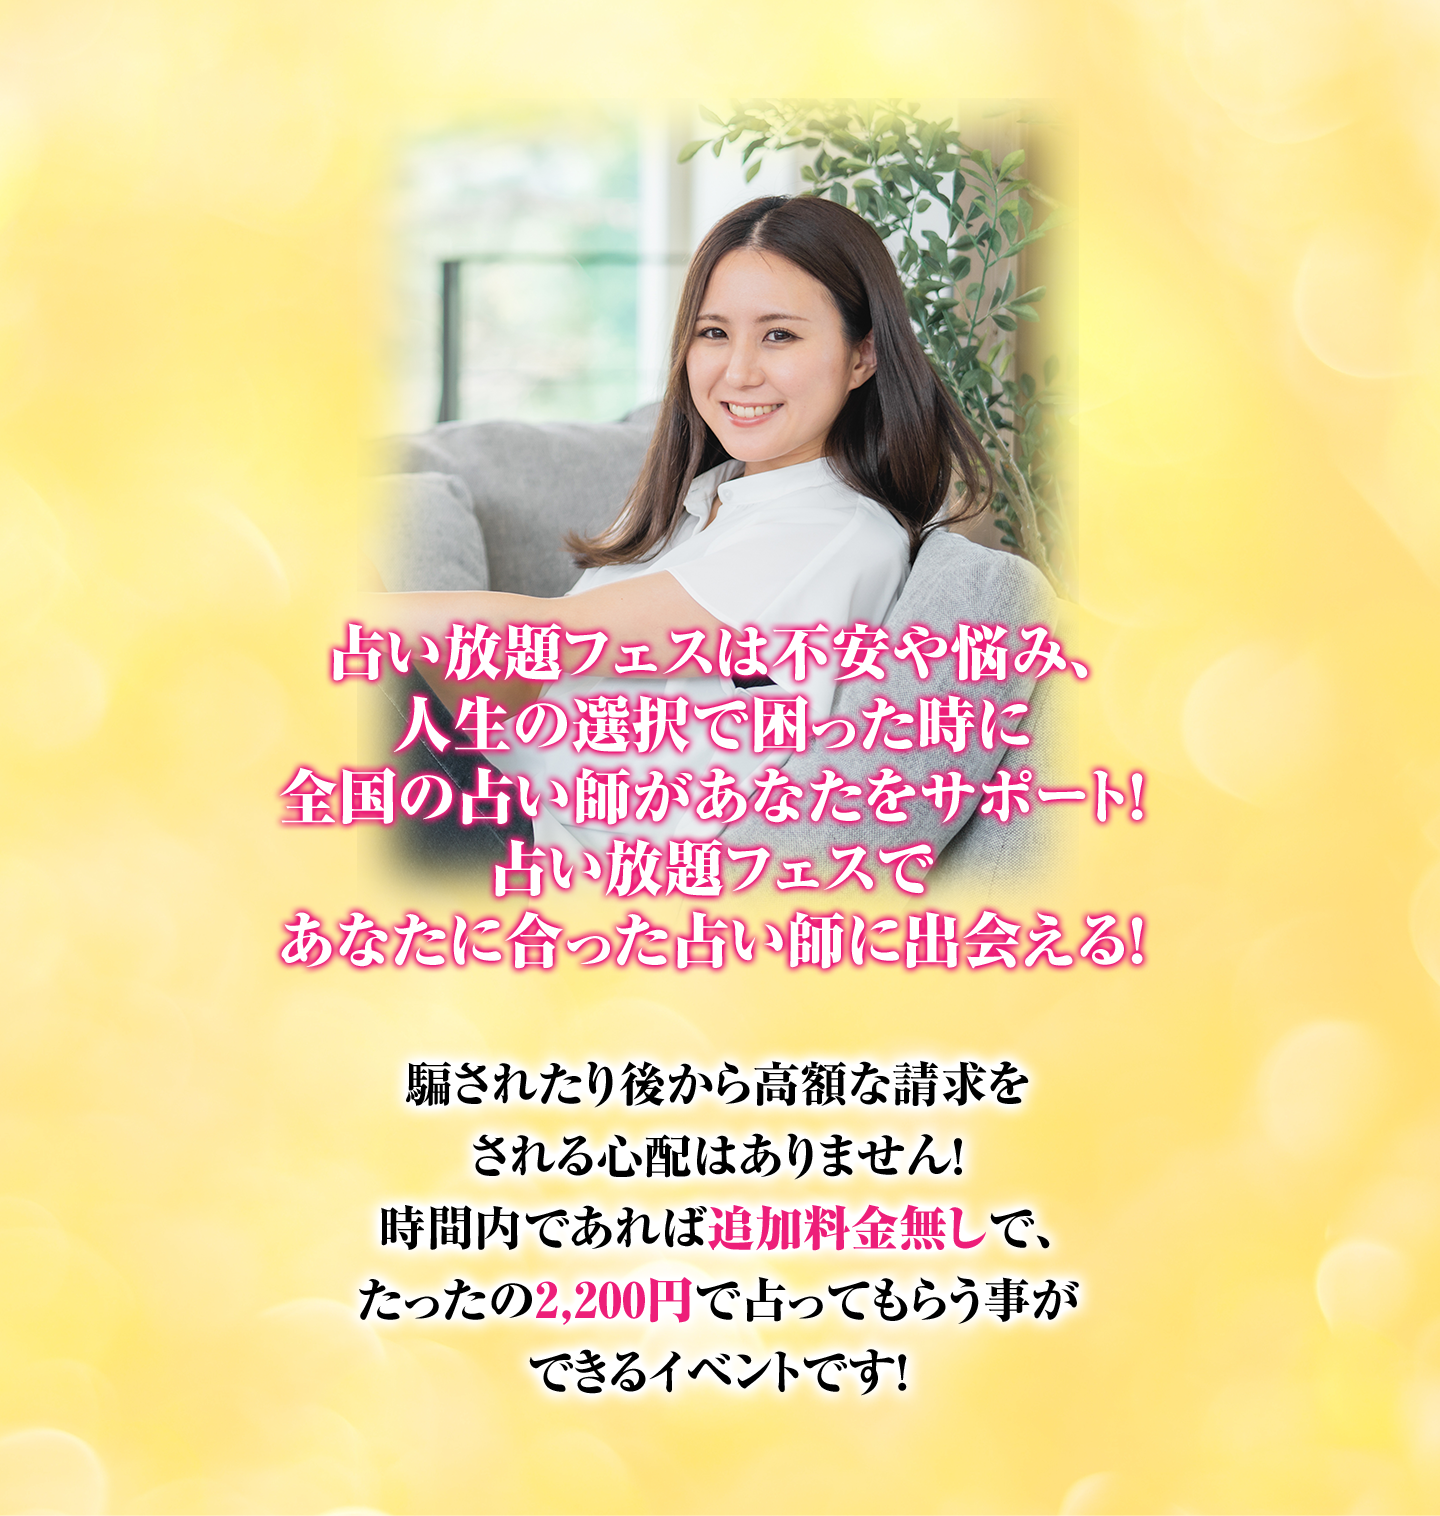 占い放題フェスは不安や悩み、
人生の選択で困った時に
全国の占い師があなたをサポート!
占い放題フェスで
あなたに合った占い師に出会える!
騙されたり後から高額な請求を
される心配はありません!
時間内であれば追加料金無しで、
たったの2,200円で占ってもらう事が
できるイベントです!